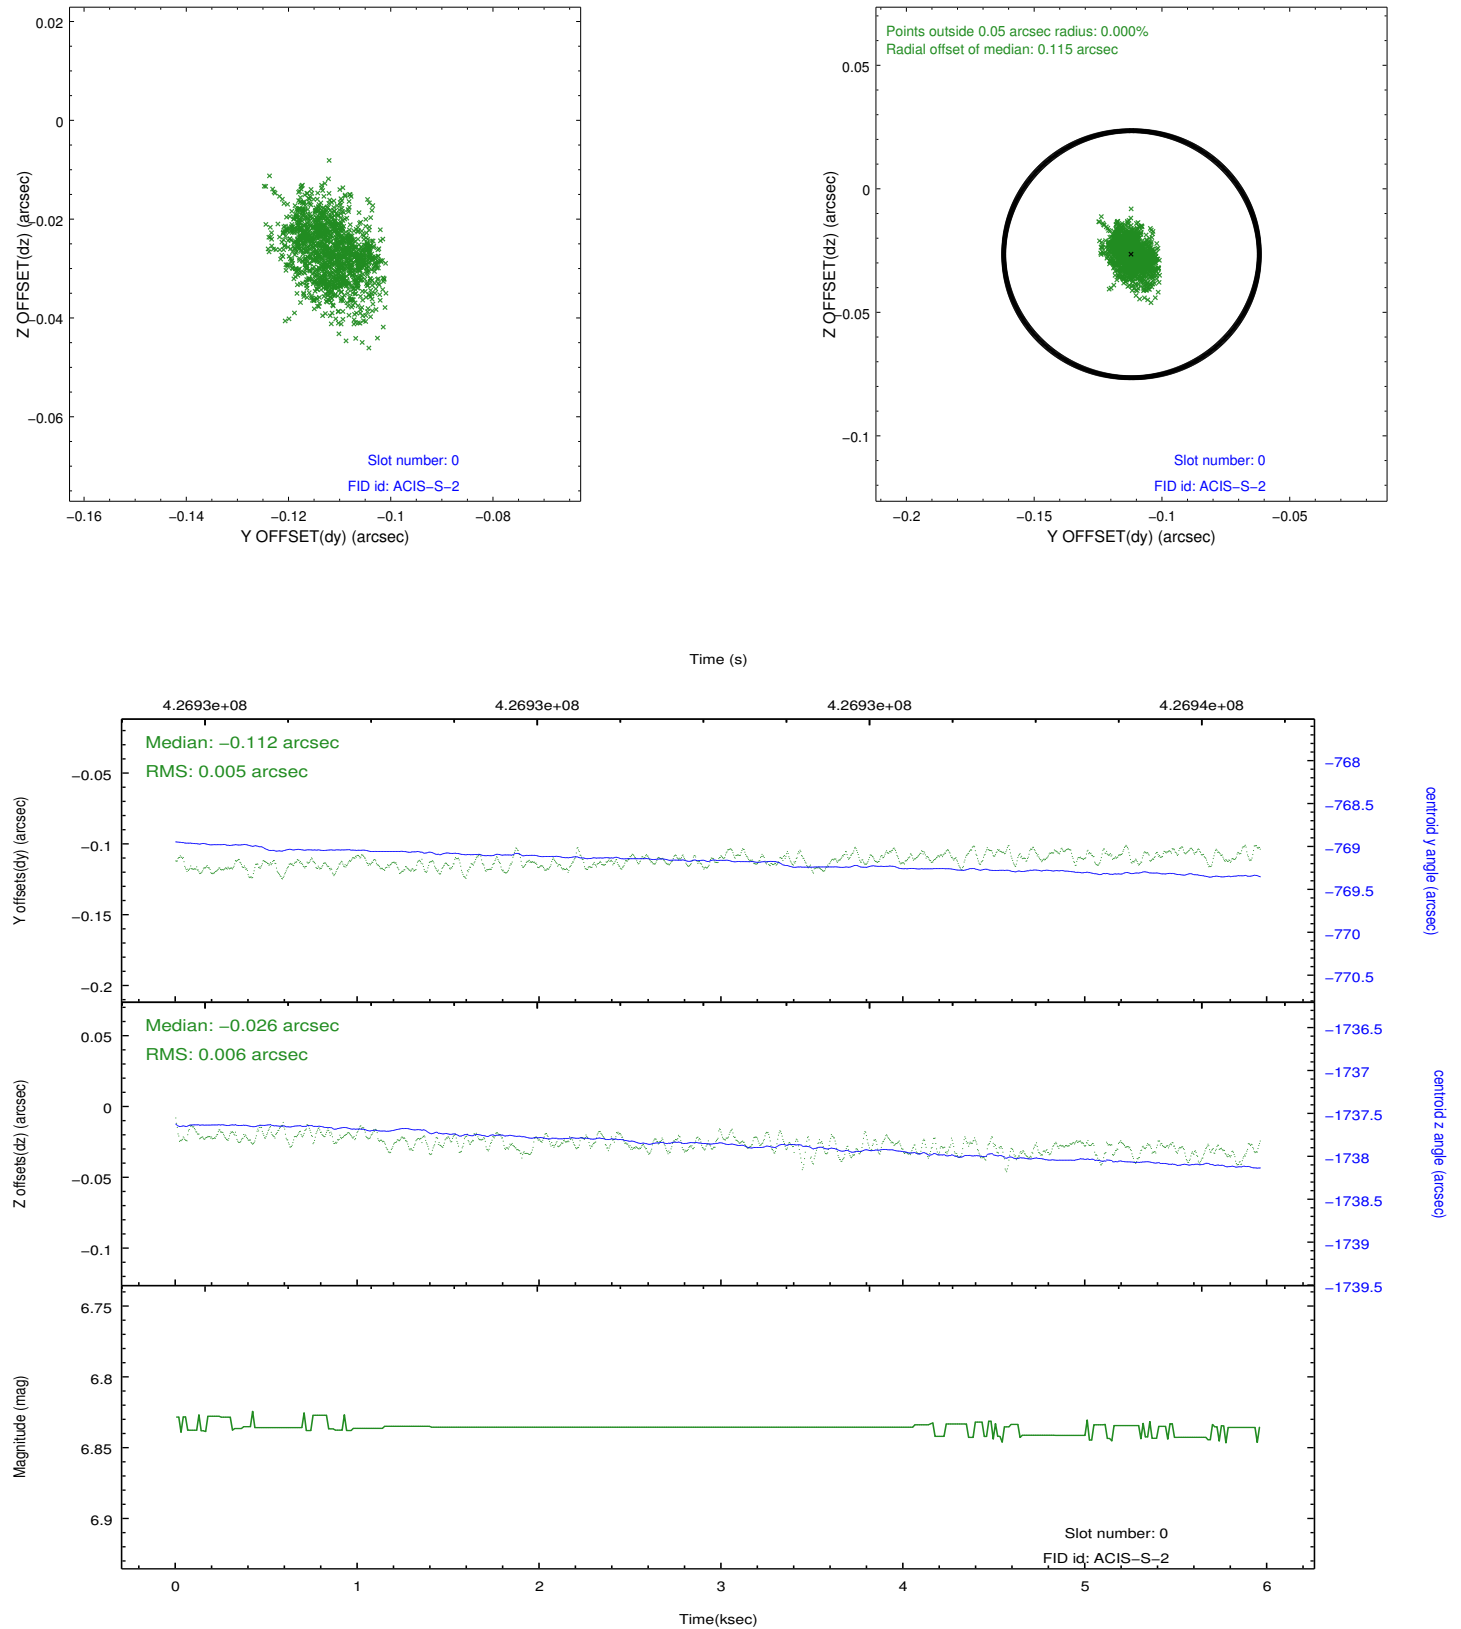 0.02
0
−0.02
−0.04
−0.06
Z OFFSET(dz) (arcsec)
Slot number: 0
FID id: ACIS−S−2
−0.16
−0.14
−0.12
−0.1
−0.08
Y OFFSET(dy) (arcsec)
Points outside 0.05 arcsec radius: 0.000%
Radial offset of median: 0.115 arcsec
0.05
0
−0.05
−0.1
Z OFFSET(dz) (arcsec)
Slot number: 0
FID id: ACIS−S−2
−0.2
−0.15
−0.1
−0.05
Y OFFSET(dy) (arcsec)
Time (s)
4.2693e+08
4.2693e+08
4.2693e+08
4.2694e+08
Median: −0.112 arcsec
RMS: 0.005 arcsec
−0.05
−0.1
−0.15
−0.2
Y offsets(dy) (arcsec)
−768
−768.5
−769
−769.5
−770
−770.5
centroid y angle (arcsec)
Median: −0.026 arcsec
RMS: 0.006 arcsec
0.05
0
−0.05
−0.1
Z offsets(dz) (arcsec)
−1736.5
−1737
−1737.5
−1738
−1738.5
−1739
−1739.5
centroid z angle (arcsec)
6.75
6.8
6.85
6.9
Magnitude (mag)
Slot number: 0
FID id: ACIS−S−2
0
1
2
3
4
5
6
Time(ksec)